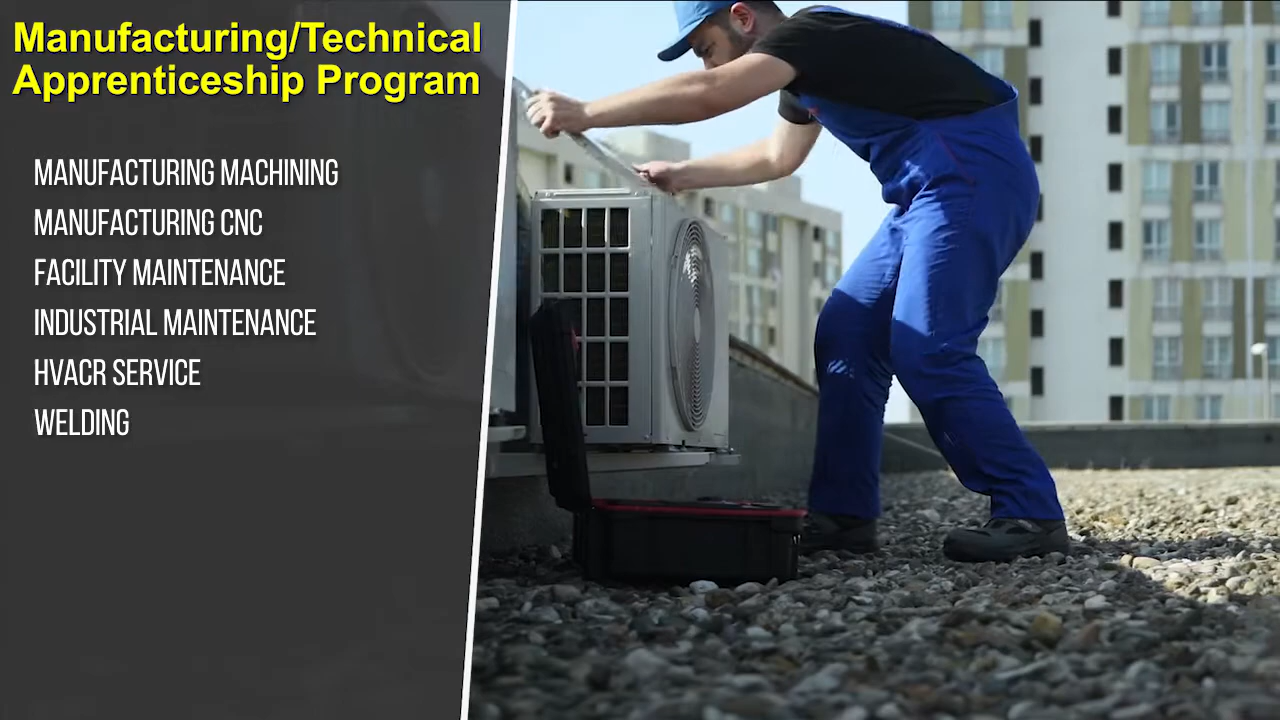 Manufacturing/Technical
Apprenticeship Program
MANUFACTURING MACHINING
MANUFACTURING CNC
FACILITY MAINTENANCE
INDUSTRIAL MAINTENANCE
HVACR SERVICE
WELDING